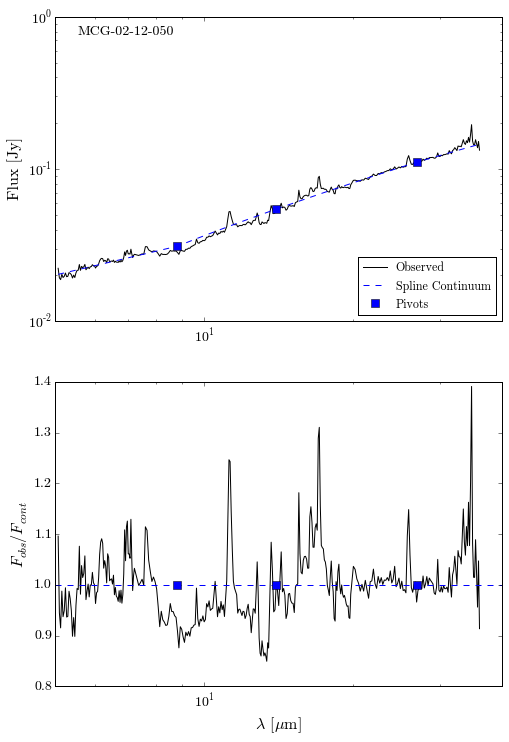 10^0
MCG-02-12-050
Flux [Jy]
10^-1
Observed
Spline Continuum
Pivots
10^-2
10^1
1.4
1.3
1.2
1.1
F_obs/F_cont
1.0
0.9
0.8
10^1
λ [μm]